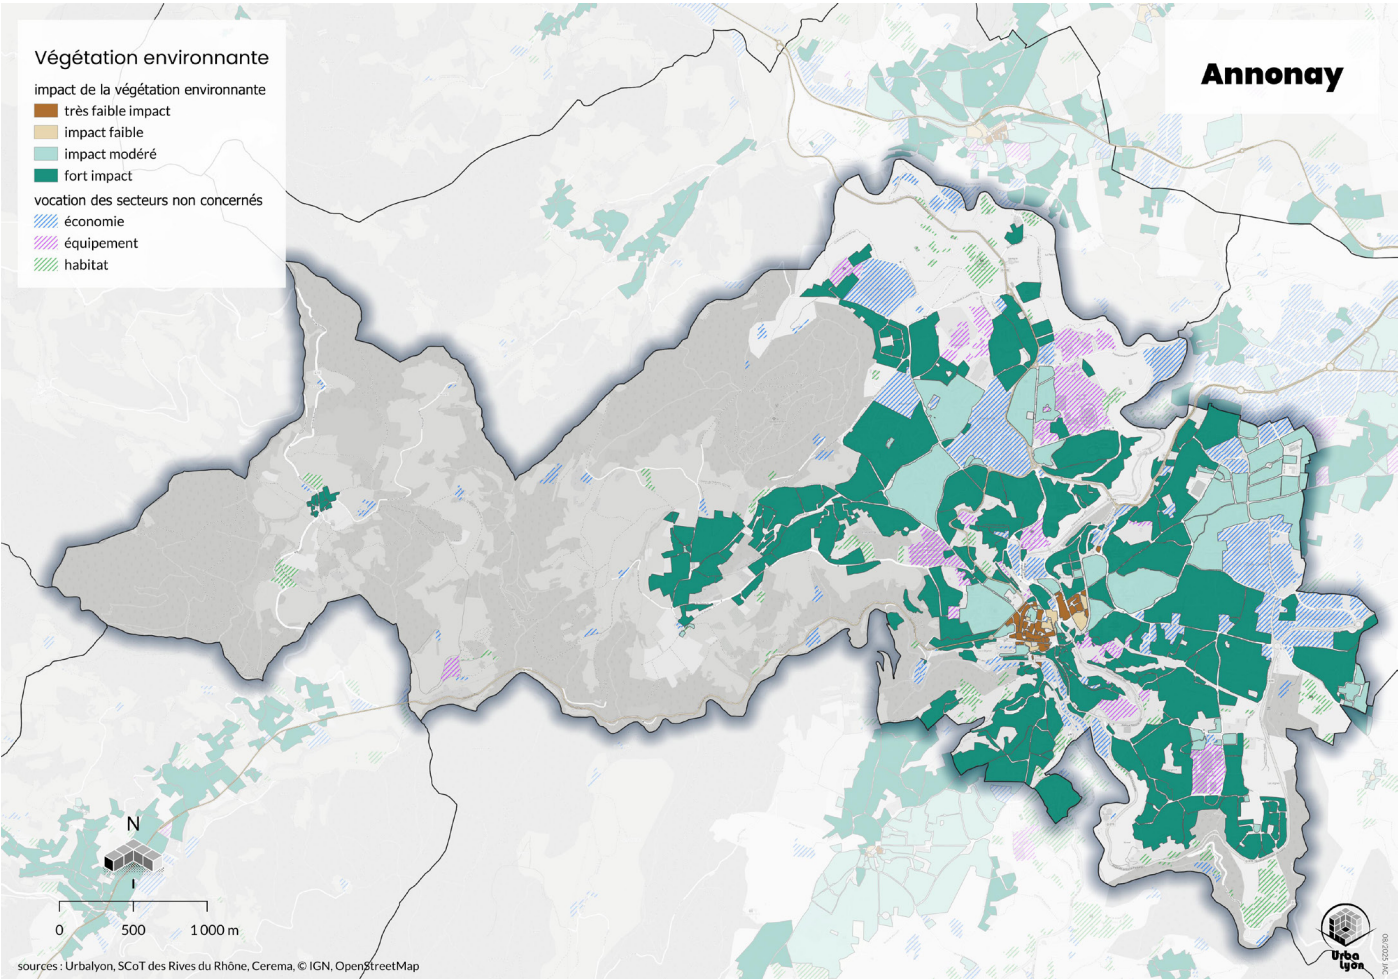 Végétation environnante
impact de la végétation environnante
très faible impact
impact faible
impact modéré
fort impact
vocation des secteurs non concernés
économie
équipement
habitat
Annonay
N
0 500 1 000 m
sources : Urbalyon, SCoT des Rives du Rhône, Cerema, © IGN, OpenStreetMap
Urba
Lyon